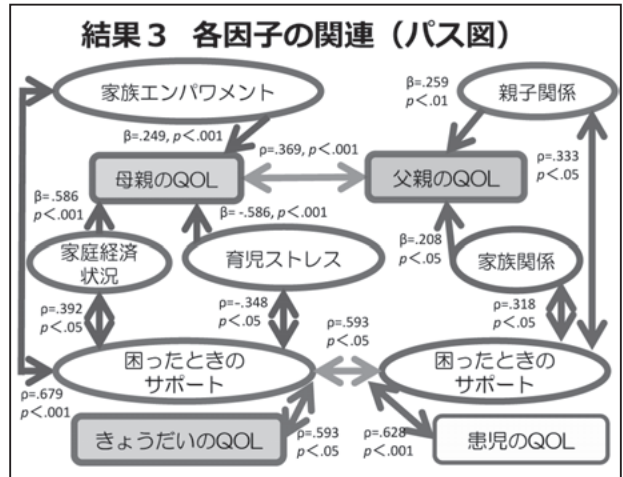 結果3 各因子の関連(パス図)
家族エンパワメント
β=.259
p<.01
親子関係
β=.249, p<.001
ρ=.369, p<.001
ρ=.333
p<.05
母親のQOL
父親のQOL
β=.586
p<.001
β= -.586, p<.001
家庭経済
状況
育児ストレス
β=.208
p<.05
家族関係
ρ=.392
p<.05
ρ=-.348
p<.05
ρ=.593
p<.05
ρ=.318
p<.05
困ったときの
サポート
困ったときの
サポート
ρ=.679
p<.001
きょうだいのQOL
ρ=.593
p<.05
ρ=.628
p<.001
患児のQOL